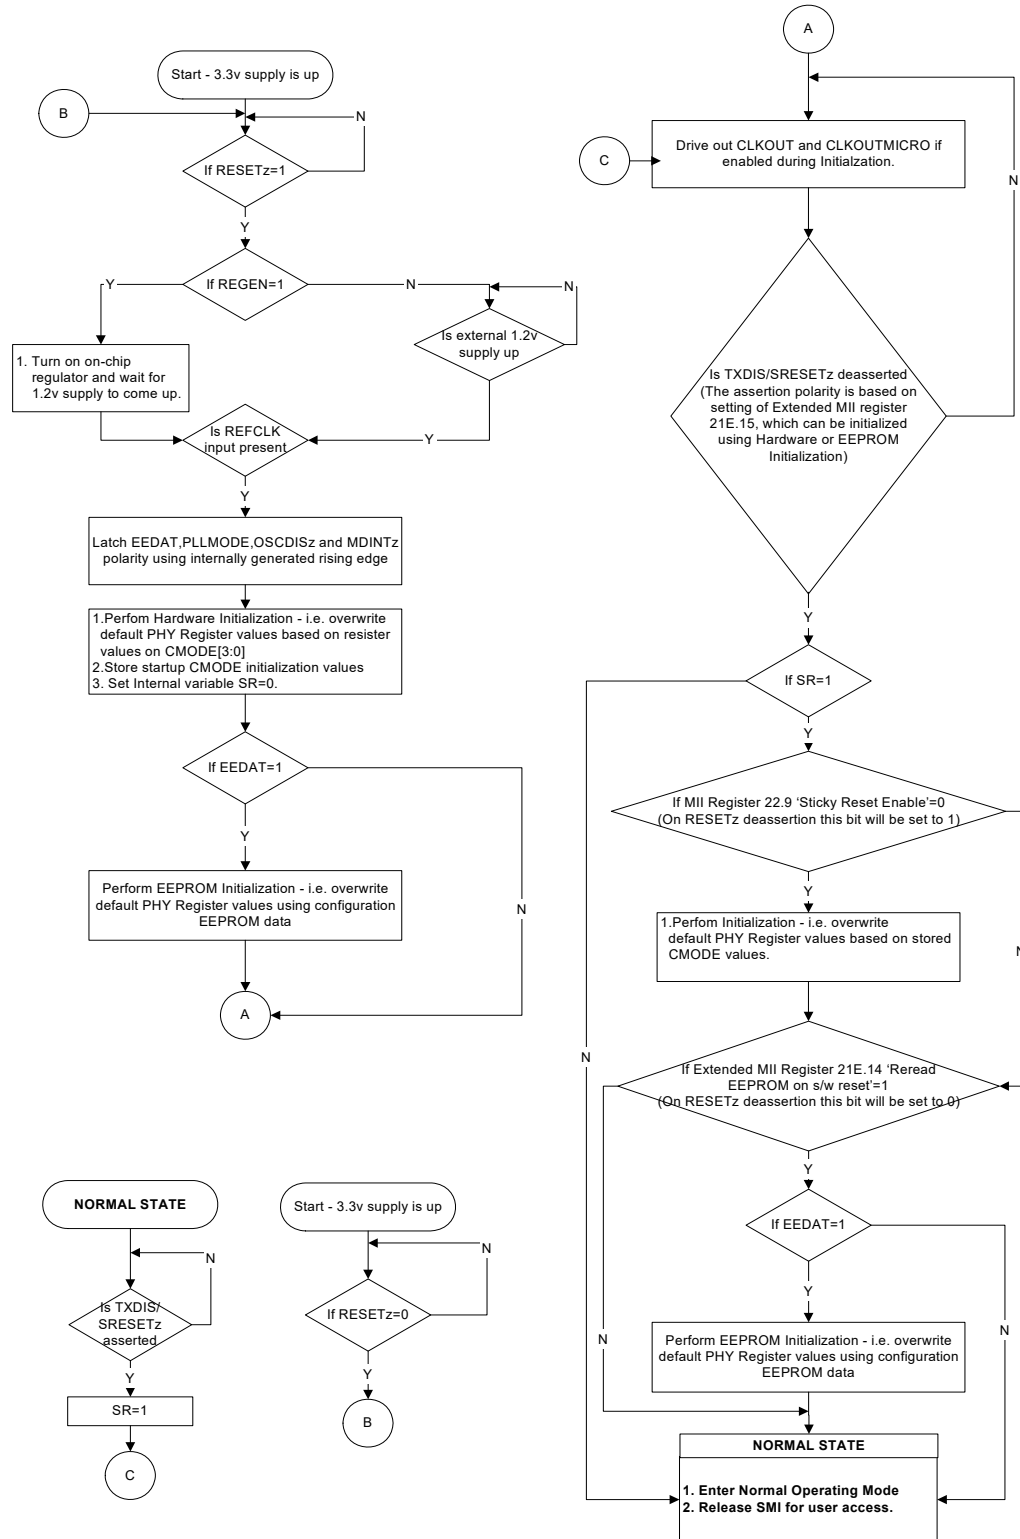 Start - 3.3v supply is up
B
N
If RESETz=1
Y
If REGEN=1
Y
N
N
Is external 1.2v
supply up
1. Turn on on-chip
regulator and wait for
1.2v supply to come up.
Is REFCLK
input present
Y
Y
Latch EEDAT,PLLMODE,OSCDISz and MDINTz
polarity using internally generated rising edge
1.Perfom Hardware Initialization - i.e. overwrite
default PHY Register values based on resister
values on CMODE[3:0]
2.Store startup CMODE initialization values
3. Set Internal variable SR=0.
If EEDAT=1
Y
N
Perform EEPROM Initialization - i.e. overwrite
default PHY Register values using configuration
EEPROM data
A
NORMAL STATE
N
Is TXDIS/
SRESETz
asserted
Y
SR=1
C
Start - 3.3v supply is up
N
If RESETz=0
Y
B
A
C
Drive out CLKOUT and CLKOUTMICRO if
enabled during Initialzation.
N
Is TXDIS/SRESETz deasserted
(The assertion polarity is based on
setting of Extended MII register
21E.15, which can be initialized
using Hardware or EEPROM
Initialization)
Y
If SR=1
Y
N
If MII Register 22.9 ‘Sticky Reset Enable’=0
(On RESETz deassertion this bit will be set to 1)
Y
N
1.Perfom Initialization - i.e. overwrite
default PHY Register values based on stored
CMODE values.
If Extended MII Register 21E.14 ‘Reread
EEPROM on s/w reset’=1
(On RESETz deassertion this bit will be set to 0)
Y
N
If EEDAT=1
Y
N
Perform EEPROM Initialization - i.e. overwrite
default PHY Register values using configuration
EEPROM data
NORMAL STATE
1. Enter Normal Operating Mode
2. Release SMI for user access.